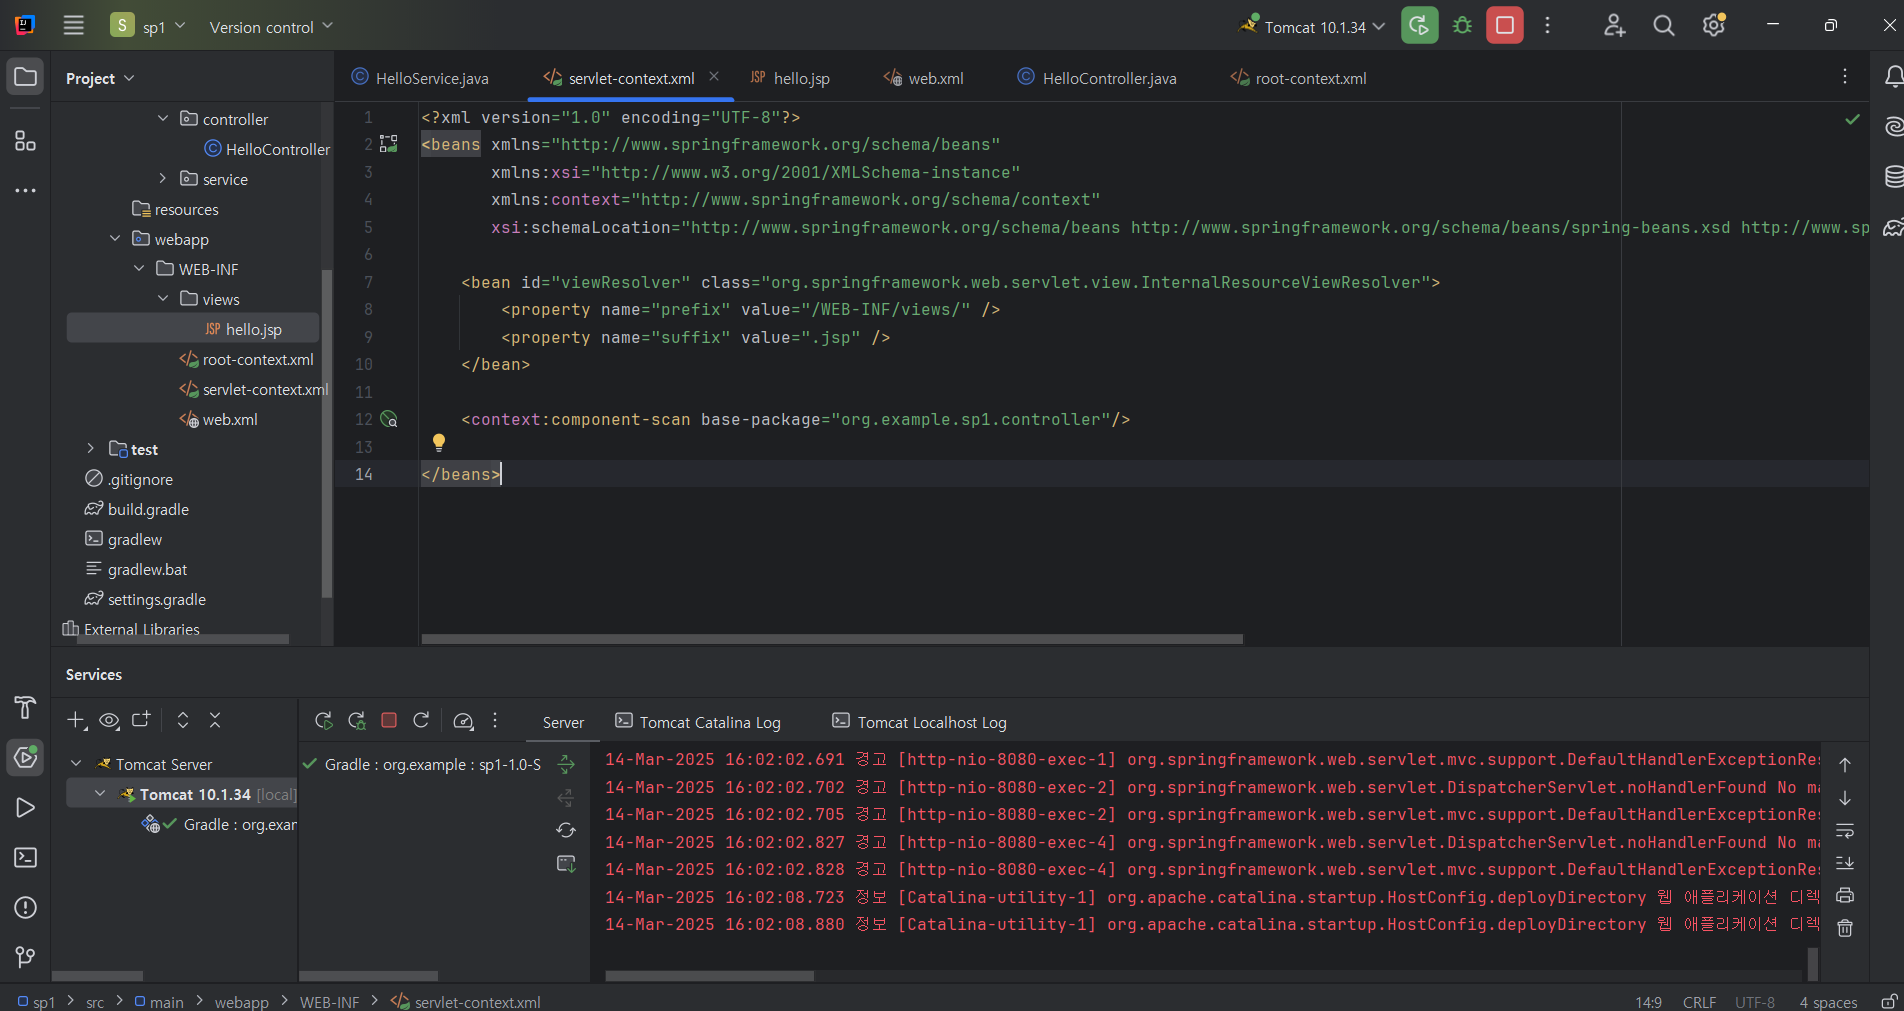 S sp1 Version control Tomcat 10.1.34
Project
HelloService.java servlet-context.xml JSP hello.jsp web.xml HelloController.java root-context.xml
controller
HelloController
service
resources
webapp
WEB-INF
views
JSP hello.jsp
root-context.xml
servlet-context.xml
web.xml
test
.gitignore
build.gradle
gradlew
gradlew.bat
settings.gradle
External Libraries
1 <?xml version="1.0" encoding="UTF-8"?>
2 <beans xmlns="http://www.springframework.org/schema/beans"
3 xmlns:xsi="http://www.w3.org/2001/XMLSchema-instance"
4 xmlns:context="http://www.springframework.org/schema/context"
5 xsi:schemaLocation="http://www.springframework.org/schema/beans http://www.springframework.org/schema/beans/spring-beans.xsd http://www.sp
6
7 <bean id="viewResolver" class="org.springframework.web.servlet.view.InternalResourceViewResolver">
8 <property name="prefix" value="/WEB-INF/views/" />
9 <property name="suffix" value=".jsp" />
10 </bean>
11
12 <context:component-scan base-package="org.example.sp1.controller"/>
13
14 </beans>
Services
Server Tomcat Catalina Log Tomcat Localhost Log
Tomcat Server
Tomcat 10.1.34 [local]
Gradle : org.exar
Gradle : org.example : sp1-1.0-S
14-Mar-2025 16:02:02.691 경고 [http-nio-8080-exec-1] org.springframework.web.servlet.mvc.support.DefaultHandlerExceptionRes
14-Mar-2025 16:02:02.702 경고 [http-nio-8080-exec-2] org.springframework.web.servlet.DispatcherServlet.noHandlerFound No ma
14-Mar-2025 16:02:02.705 경고 [http-nio-8080-exec-2] org.springframework.web.servlet.mvc.support.DefaultHandlerExceptionRes
14-Mar-2025 16:02:02.827 경고 [http-nio-8080-exec-4] org.springframework.web.servlet.DispatcherServlet.noHandlerFound No ma
14-Mar-2025 16:02:02.828 경고 [http-nio-8080-exec-4] org.springframework.web.servlet.mvc.support.DefaultHandlerExceptionRes
14-Mar-2025 16:02:08.723 정보 [Catalina-utility-1] org.apache.catalina.startup.HostConfig.deployDirectory 웹 애플리케이션 디렉
14-Mar-2025 16:02:08.880 정보 [Catalina-utility-1] org.apache.catalina.startup.HostConfig.deployDirectory 웹 애플리케이션 디렉
sp1 > src > main > webapp > WEB-INF > servlet-context.xml 14:9 CRLF UTF-8 4 spaces